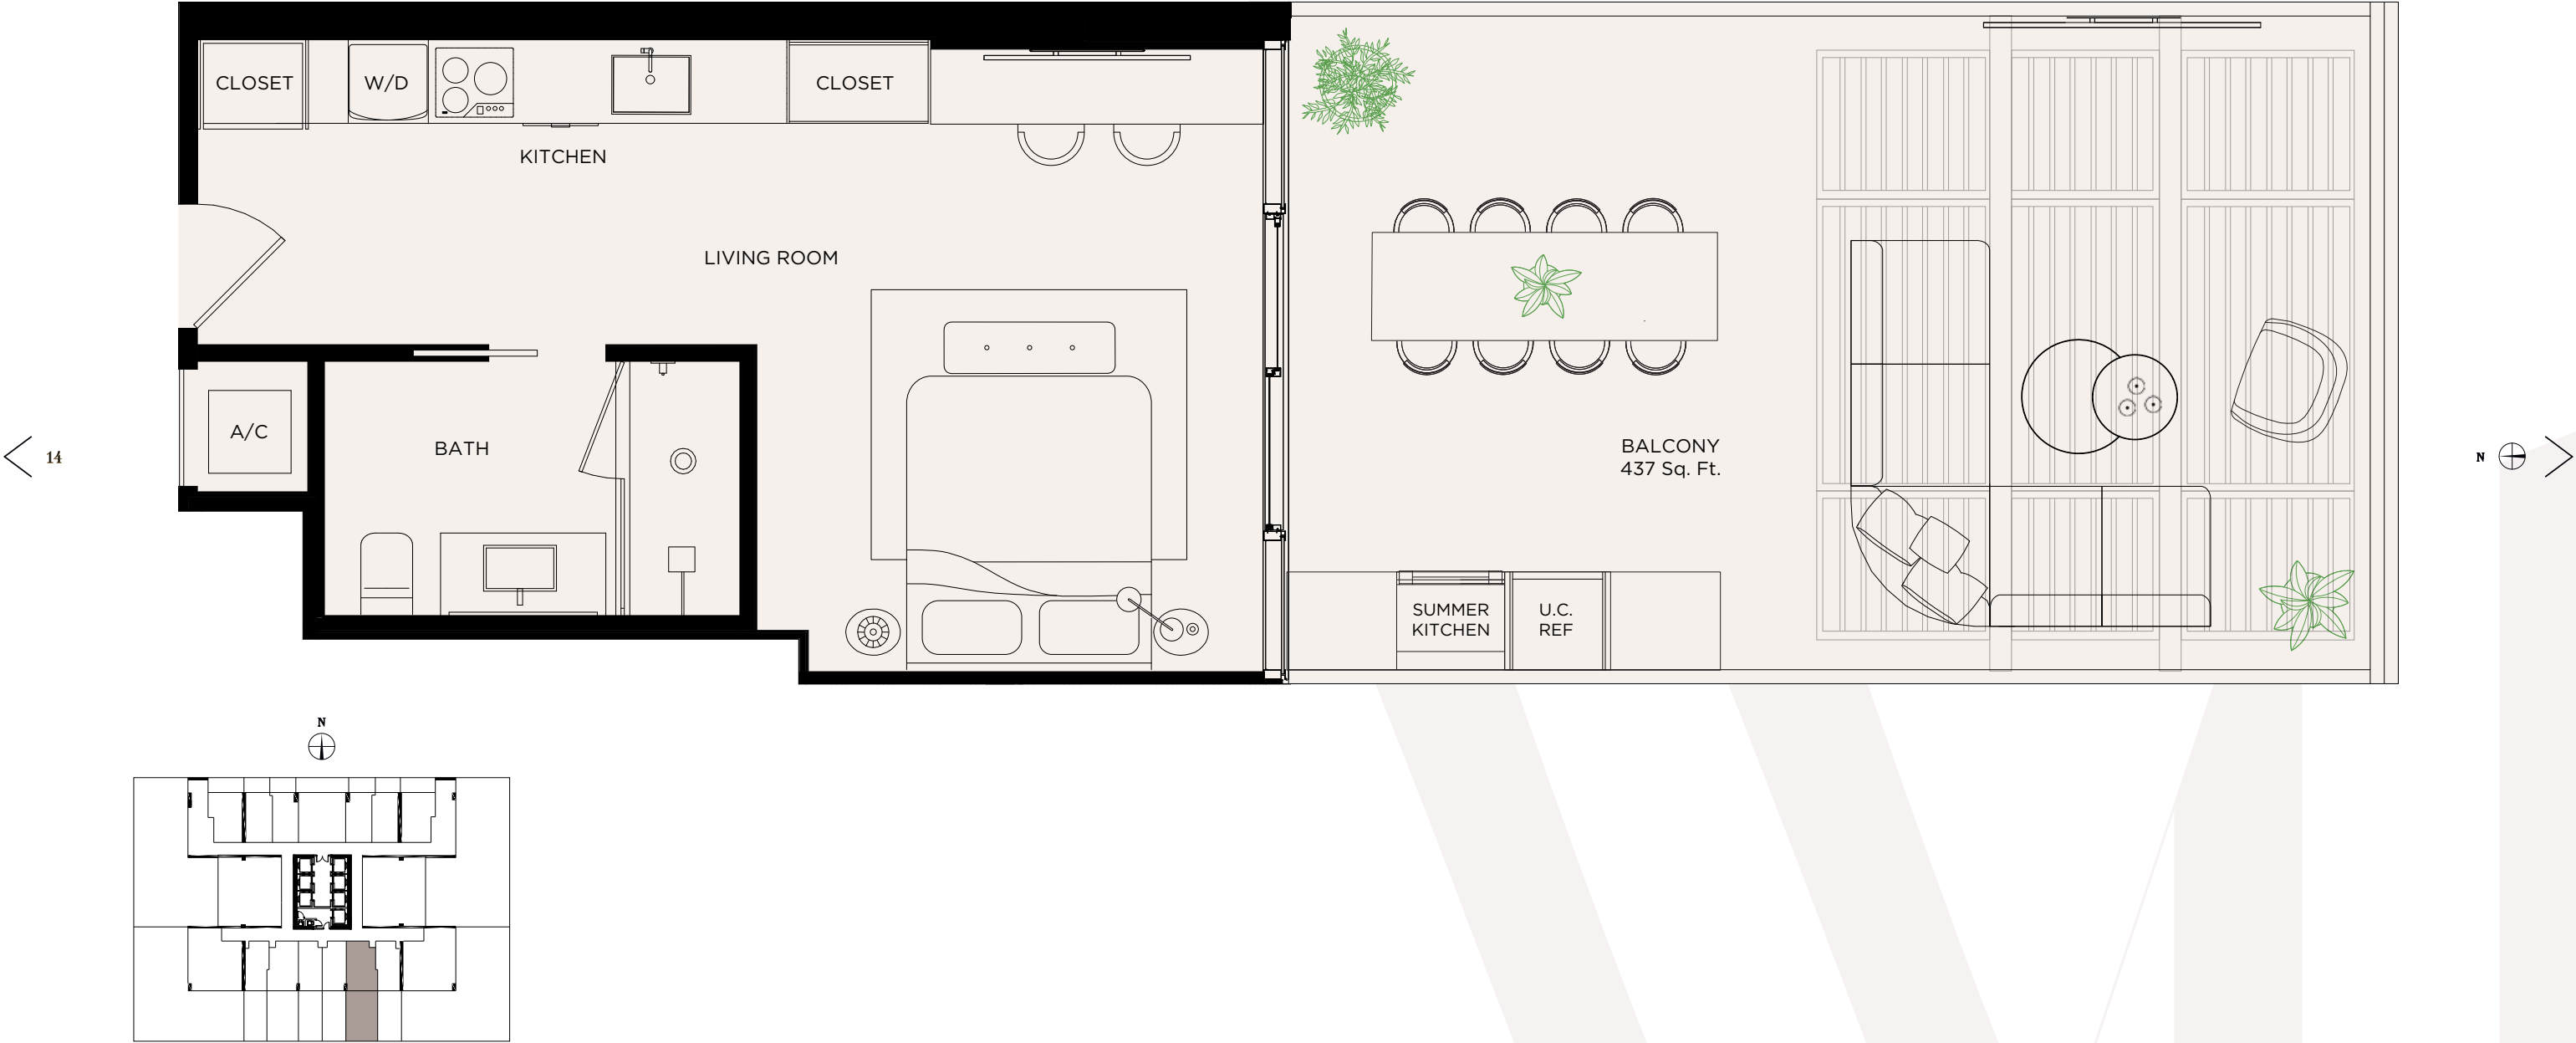 CLOSET
W/D
CLOSET
KITCHEN
LIVING ROOM
A/C
BATH
BALCONY
437 Sq. Ft.
14
N
SUMMER
KITCHEN
U.C.
REF
N